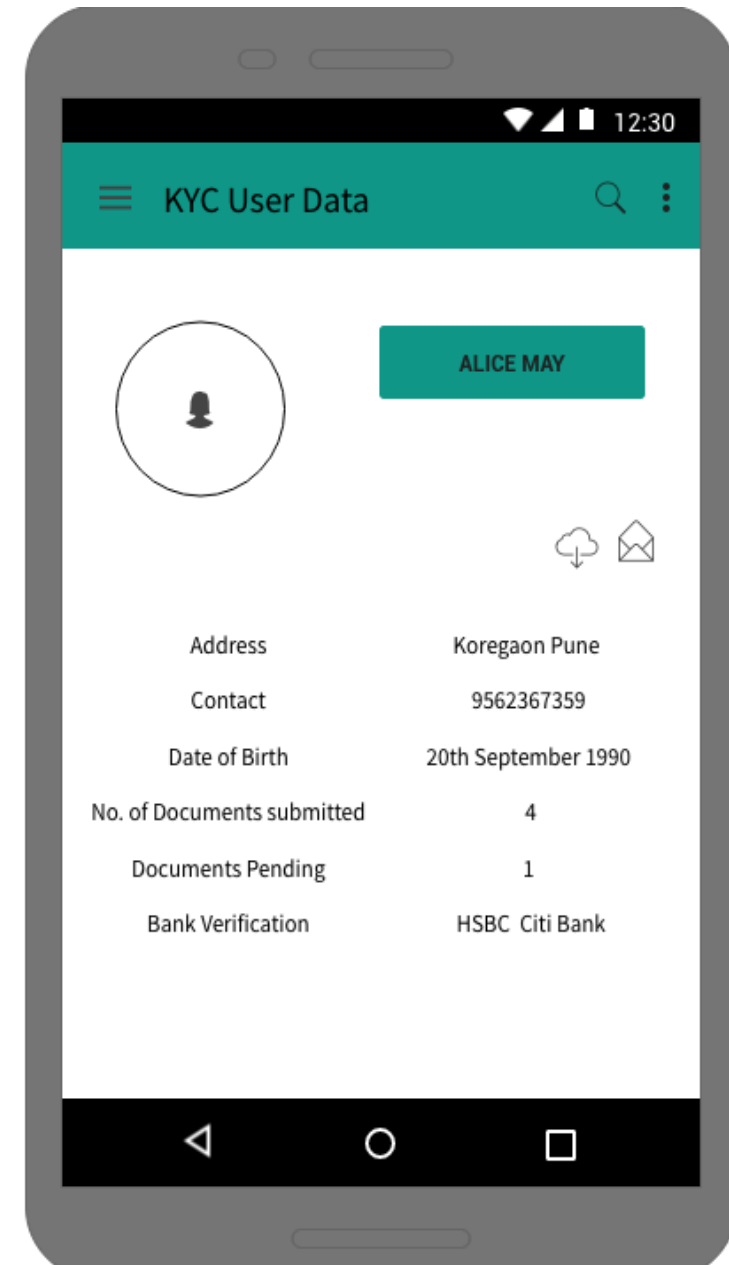 12:30
KYC User Data
ALICE MAY
Address Koregaon Pune
Contact 9562367359
Date of Birth 20th September 1990
No. of Documents submitted 4
Documents Pending 1
Bank Verification HSBC  Citi Bank